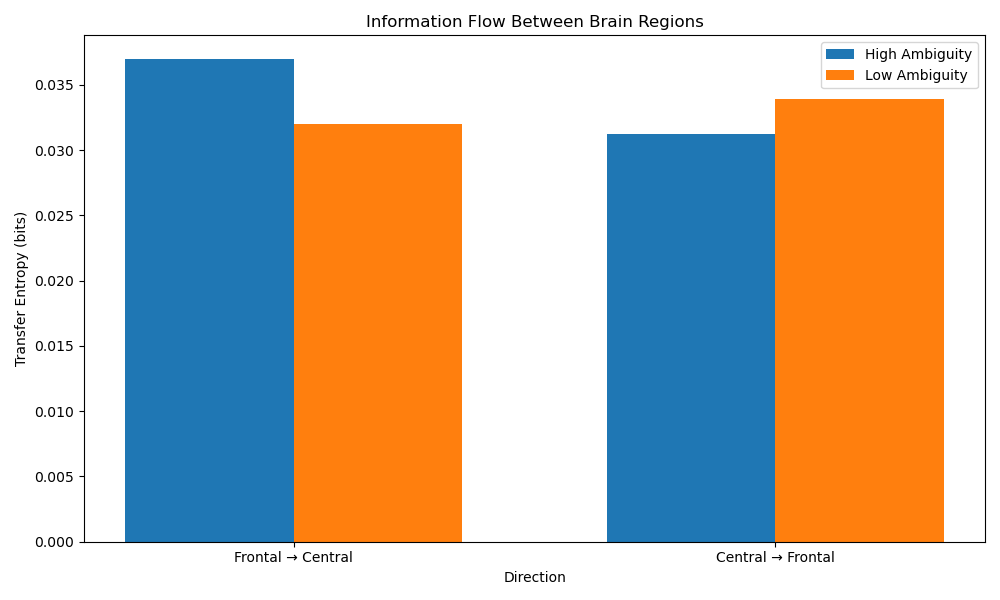 Information Flow Between Brain Regions
High Ambiguity
Low Ambiguity
Transfer Entropy (bits)
0.035
0.030
0.025
0.020
0.015
0.010
0.005
0.000
Frontal → Central
Central → Frontal
Direction